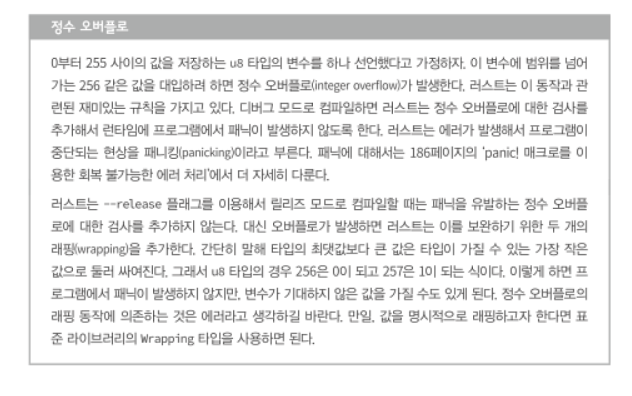 정수 오버플로
0부터 255 사이의 값을 저장하는 u8 타입의 변수를 하나 선언했다고 가정하자. 이 변수에 범위를 넘어
가는 256 같은 값을 대입하려 하면 정수 오버플로(integer overflow)가 발생한다. 러스트는 이 동작과 관
련된 재미있는 규칙을 가지고 있다. 디버그 모드로 컴파일하면 러스트는 정수 오버플로에 대한 검사를
추가해서 런타임에 프로그램에서 패닉이 발생하지 않도록 한다. 러스트는 에러가 발생해서 프로그램이
중단되는 현상을 패니킹(panicking)이라고 부른다. 패닉에 대해서는 186페이지의 'panic! 매크로를 이
용한 회복 불가능한 에러 처리'에서 더 자세히 다룬다.
러스트는 --release 플래그를 이용해서 릴리즈 모드로 컴파일할 때는 패닉을 유발하는 정수 오버플
로에 대한 검사를 추가하지 않는다. 대신 오버플로가 발생하면 러스트는 이를 보완하기 위한 두 개의
래핑(wrapping)을 추가한다. 간단히 말해 타입의 최댓값보다 큰 값은 타입이 가질 수 있는 가장 작은
값으로 둘러 싸여진다. 그래서 u8 타입의 경우 256은 0이 되고 257은 1이 되는 식이다. 이렇게 하면 프
로그램에서 패닉이 발생하지 않지만, 변수가 기대하지 않은 값을 가질 수도 있게 된다. 정수 오버플로의
래핑 동작에 의존하는 것은 에러라고 생각하길 바란다. 만일, 값을 명시적으로 래핑하고자 한다면 표
준 라이브러리의 Wrapping 타입을 사용하면 된다.